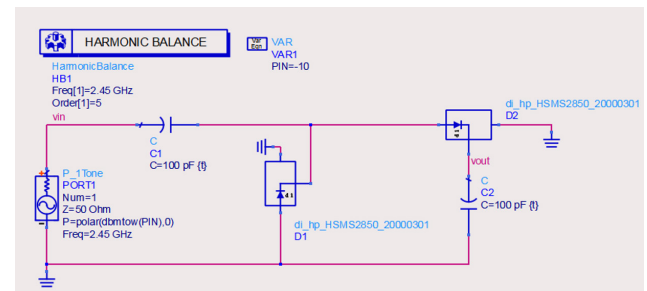 HARMONIC BALANCE
HarmonicBalance
HB1
Freq[1]=2.45 GHz
Order[1]=5
Var
Eqn
VAR
VAR1
PIN=-10
vin
C
C1
C=100 pF {t}
P_1Tone
PORT1
Num=1
Z=50 Ohm
P=polar(dbmtow(PIN),0)
Freq=2.45 GHz
di_hp_HSMS2850_20000301
D1
di_hp_HSMS2850_20000301
D2
vout
C
C2
C=100 pF {t}